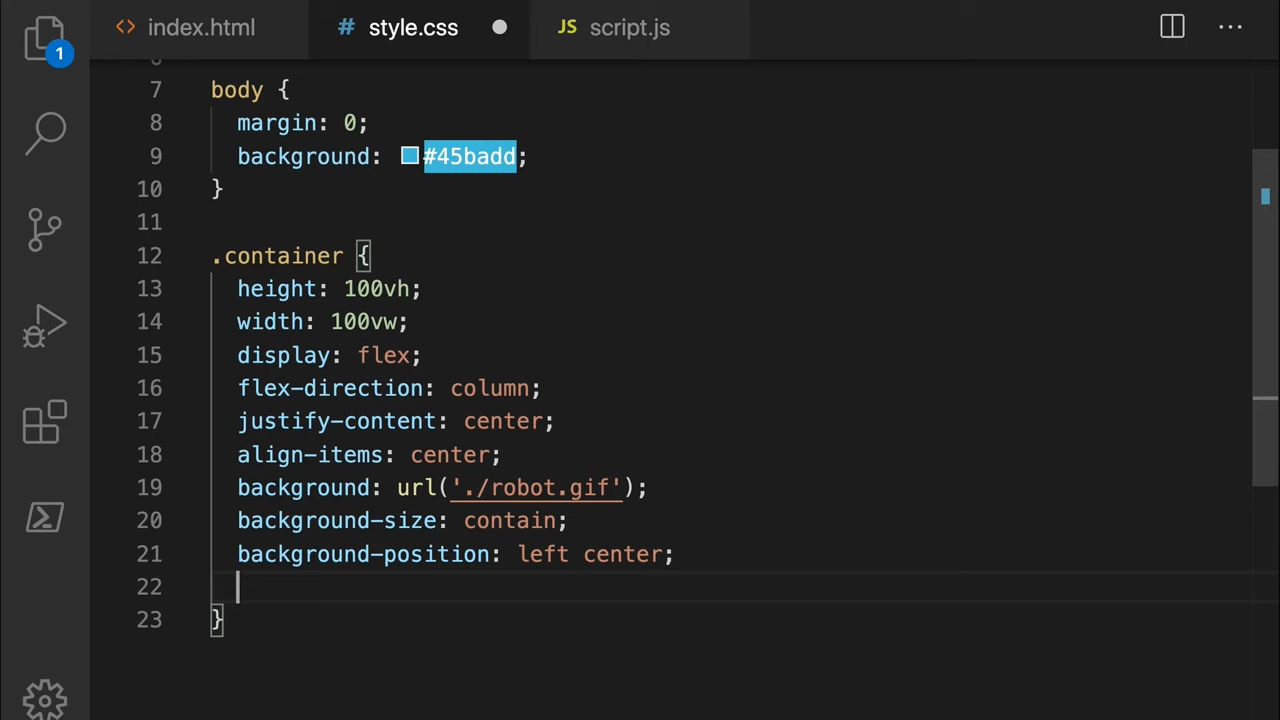 index.html # style.css JS script.js
1
6
7 body {
8 margin: 0;
9 background: #45badd;
10 }
11
12 .container {
13 height: 100vh;
14 width: 100vw;
15 display: flex;
16 flex-direction: column;
17 justify-content: center;
18 align-items: center;
19 background: url('./robot.gif');
20 background-size: contain;
21 background-position: left center;
22
23 }